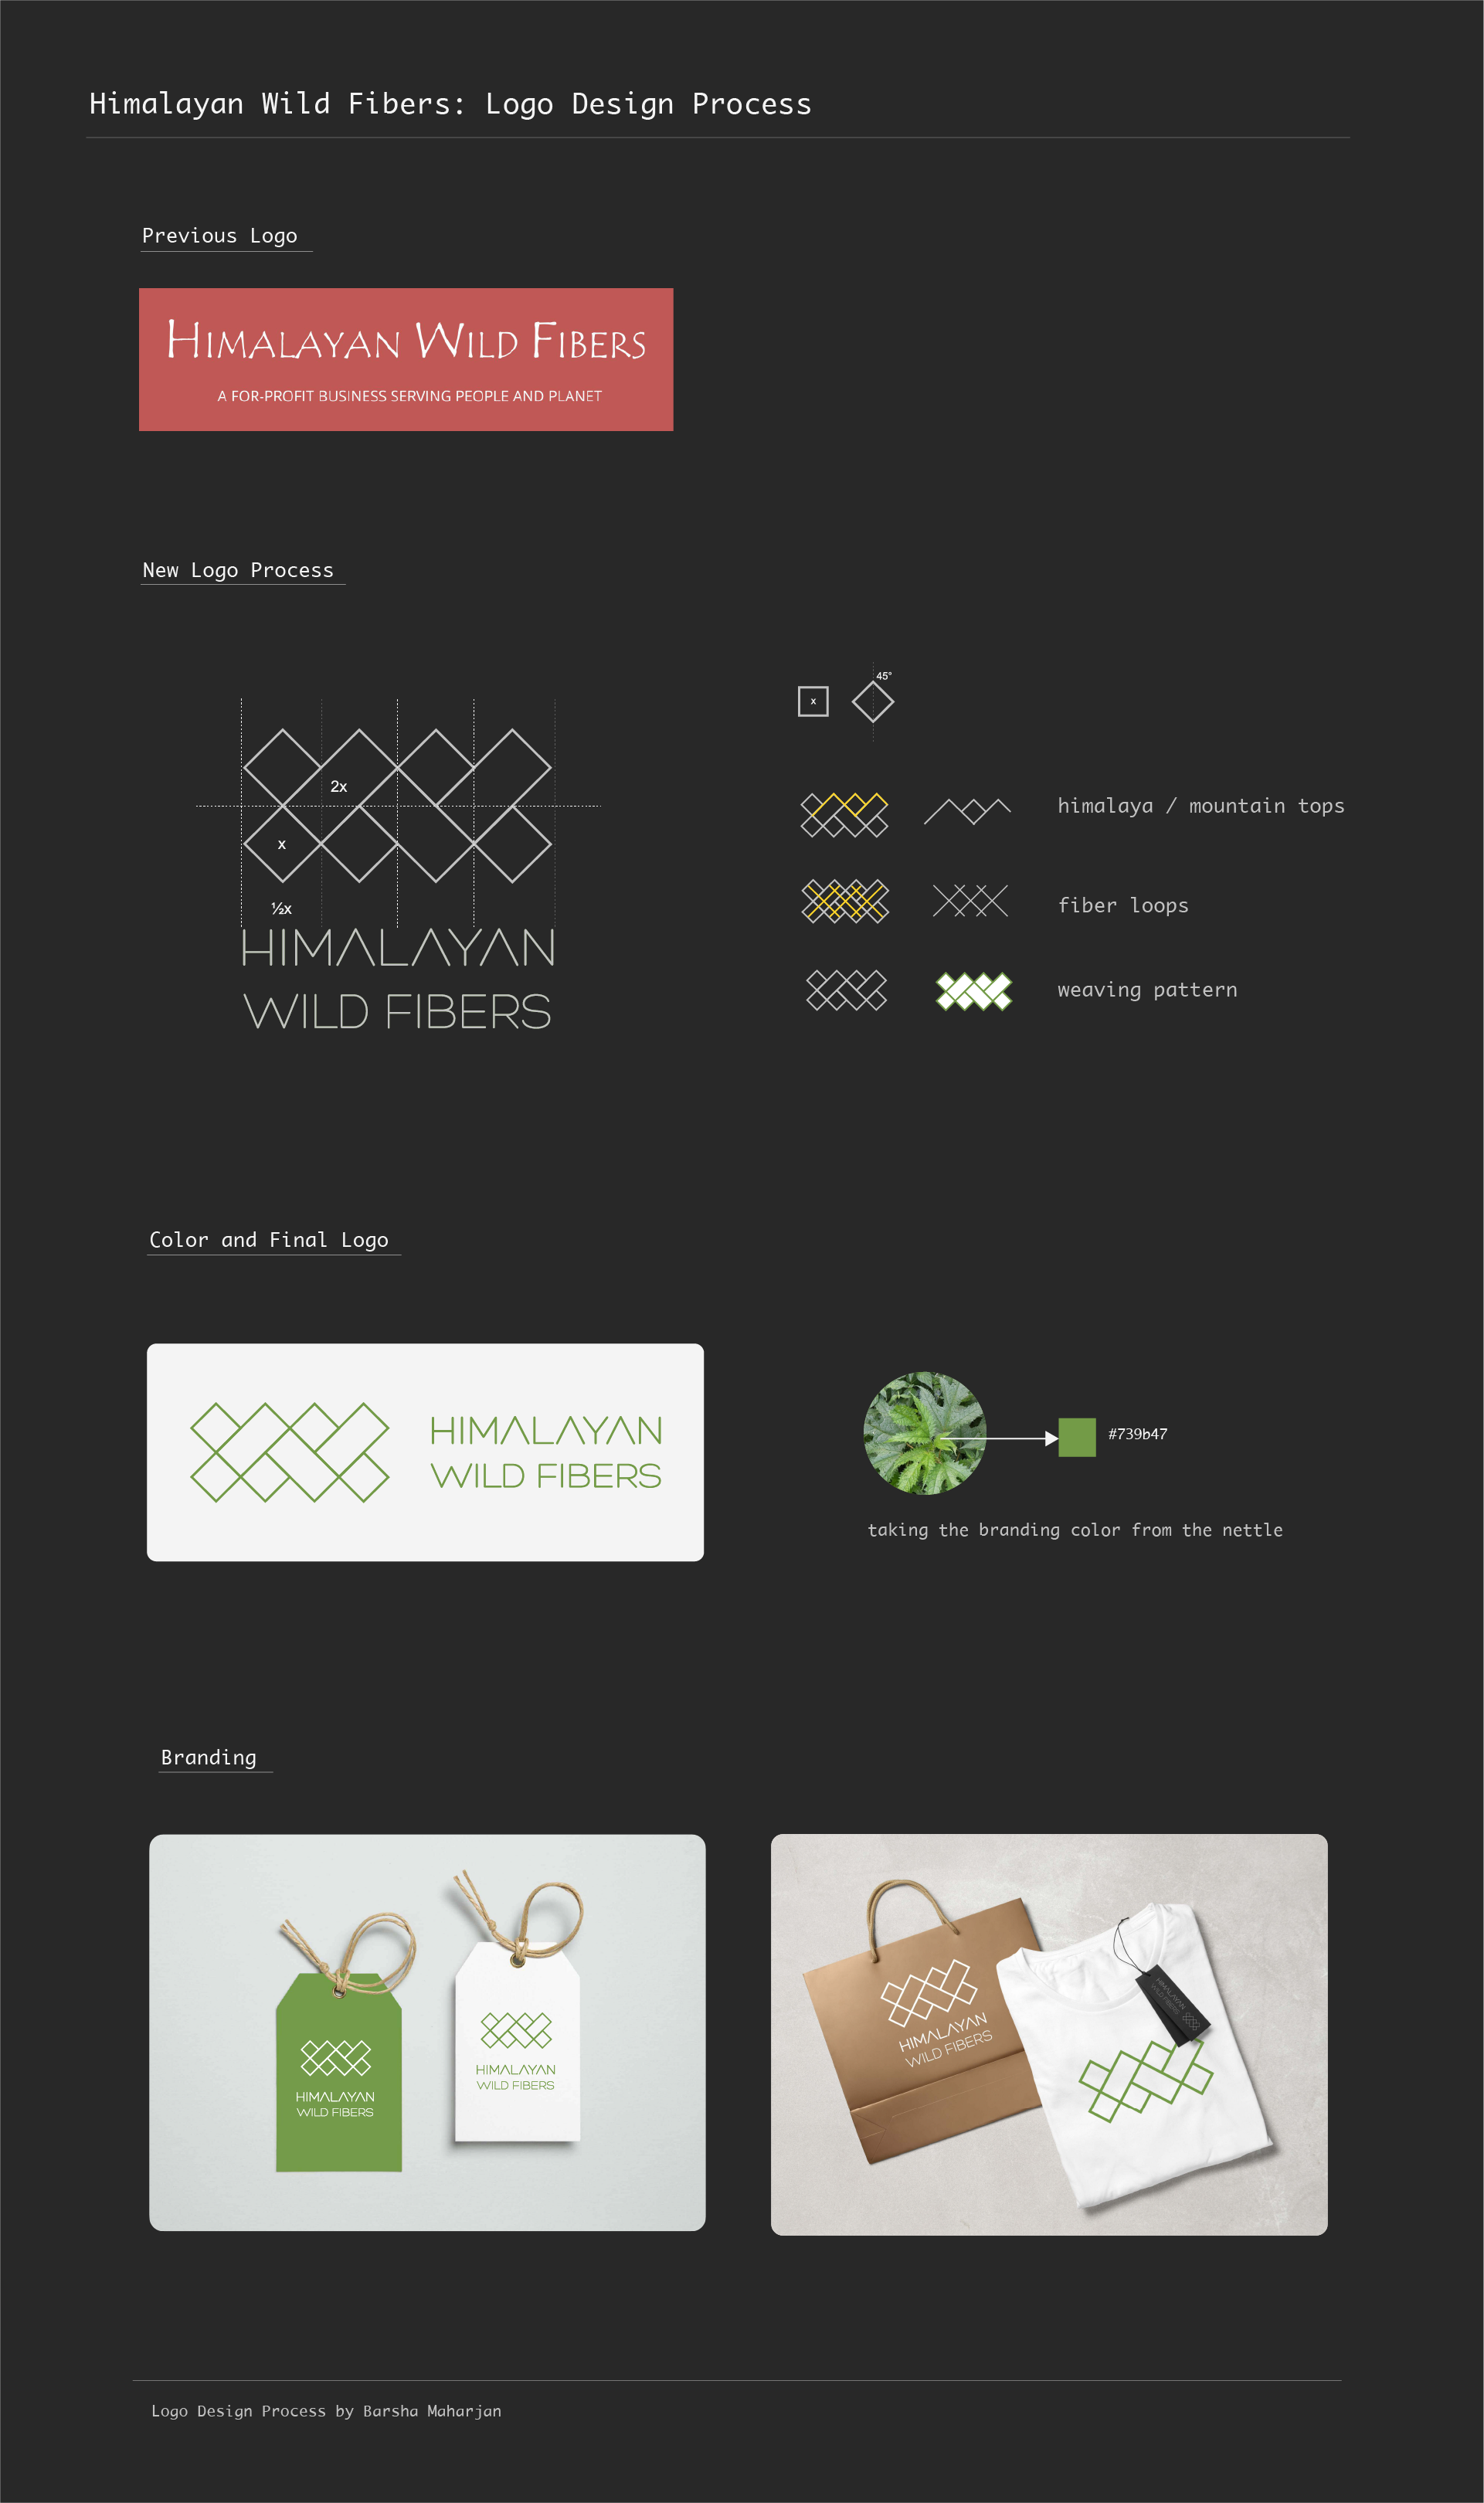 Himalayan Wild Fibers: Logo Design Process
Previous Logo
HIMALAYAN WILD FIBERS
A FOR-PROFIT BUSINESS SERVING PEOPLE AND PLANET
New Logo Process
2x
x
½x
HIMALAYAN
WILD FIBERS
x
45°
himalaya / mountain tops
fiber loops
weaving pattern
Color and Final Logo
HIMALAYAN
WILD FIBERS
#739b47
taking the branding color from the nettle
Branding
HIMALAYAN
WILD FIBERS
HIMALAYAN
WILD FIBERS
HIMALAYAN
WILD FIBERS
HIMALAYAN
WILD FIBERS
Logo Design Process by Barsha Maharjan